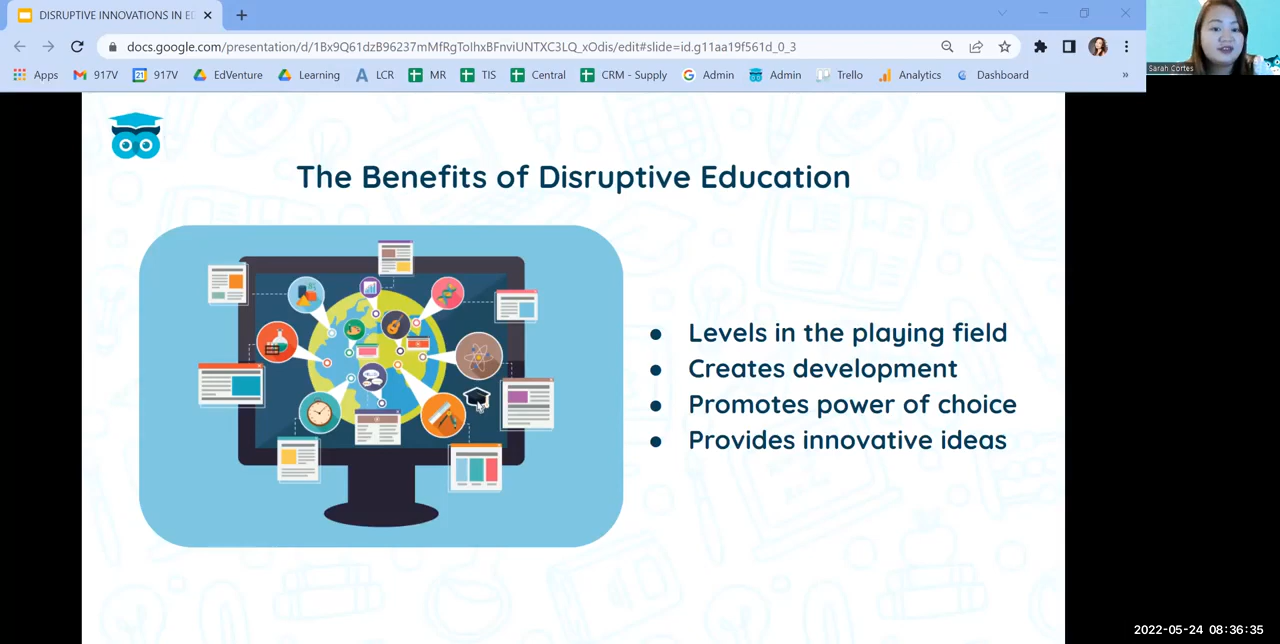 DISRUPTIVE INNOVATIONS IN ED
docs.google.com/presentation/d/1Bx9Q61dzB96237mMfRgToIhxBFnviUNTXC3LQ_xOdis/edit#slide=id.g11aa19f561d_0_3
Apps 917V 917V EdVenture Learning LCR MR TIS Central CRM - Supply Admin Admin Trello Analytics Dashboard »
Sarah Cortes
The Benefits of Disruptive Education
● Levels in the playing field
● Creates development
● Promotes power of choice
● Provides innovative ideas
2022-05-24 08:36:35